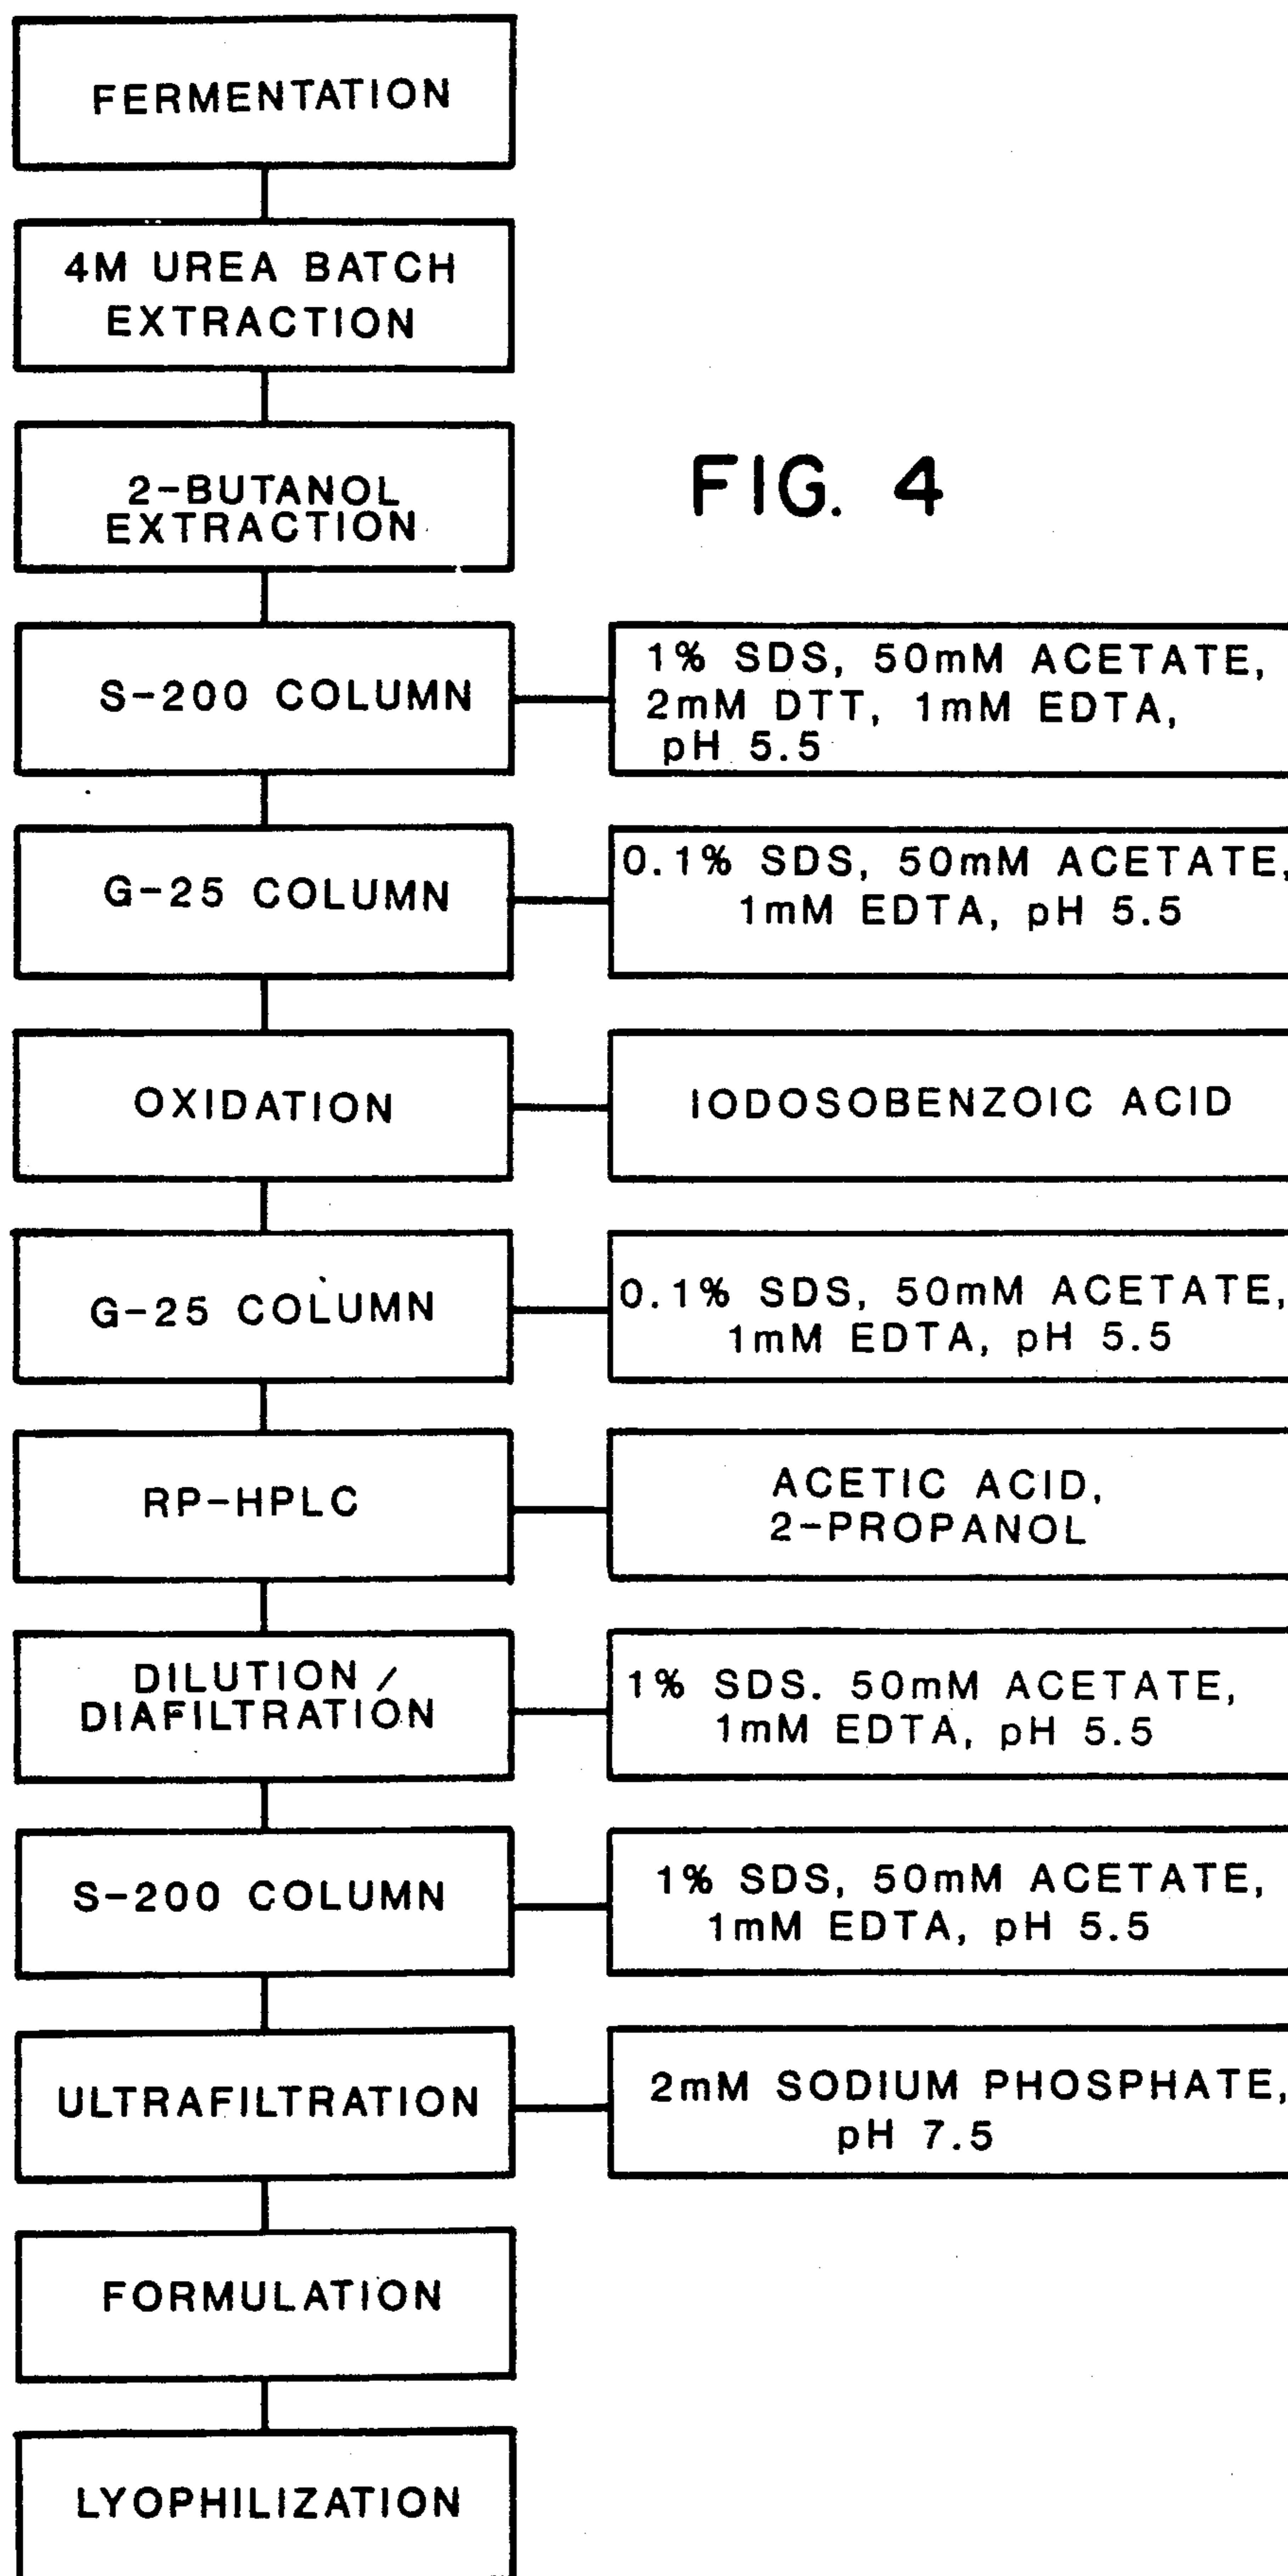 FERMENTATION
4M UREA BATCH
EXTRACTION
2-BUTANOL
EXTRACTION
FIG. 4
S-200 COLUMN
1% SDS, 50mM ACETATE,
2mM DTT, 1mM EDTA,
pH 5.5
G-25 COLUMN
0.1% SDS, 50mM ACETATE,
1mM EDTA, pH 5.5
OXIDATION
IODOSOBENZOIC ACID
G-25 COLUMN
0.1% SDS, 50mM ACETATE,
1mM EDTA, pH 5.5
RP-HPLC
ACETIC ACID,
2-PROPANOL
DILUTION /
DIAFILTRATION
1% SDS. 50mM ACETATE,
1mM EDTA, pH 5.5
S-200 COLUMN
1% SDS, 50mM ACETATE,
1mM EDTA, pH 5.5
ULTRAFILTRATION
2mM SODIUM PHOSPHATE,
pH 7.5
FORMULATION
LYOPHILIZATION